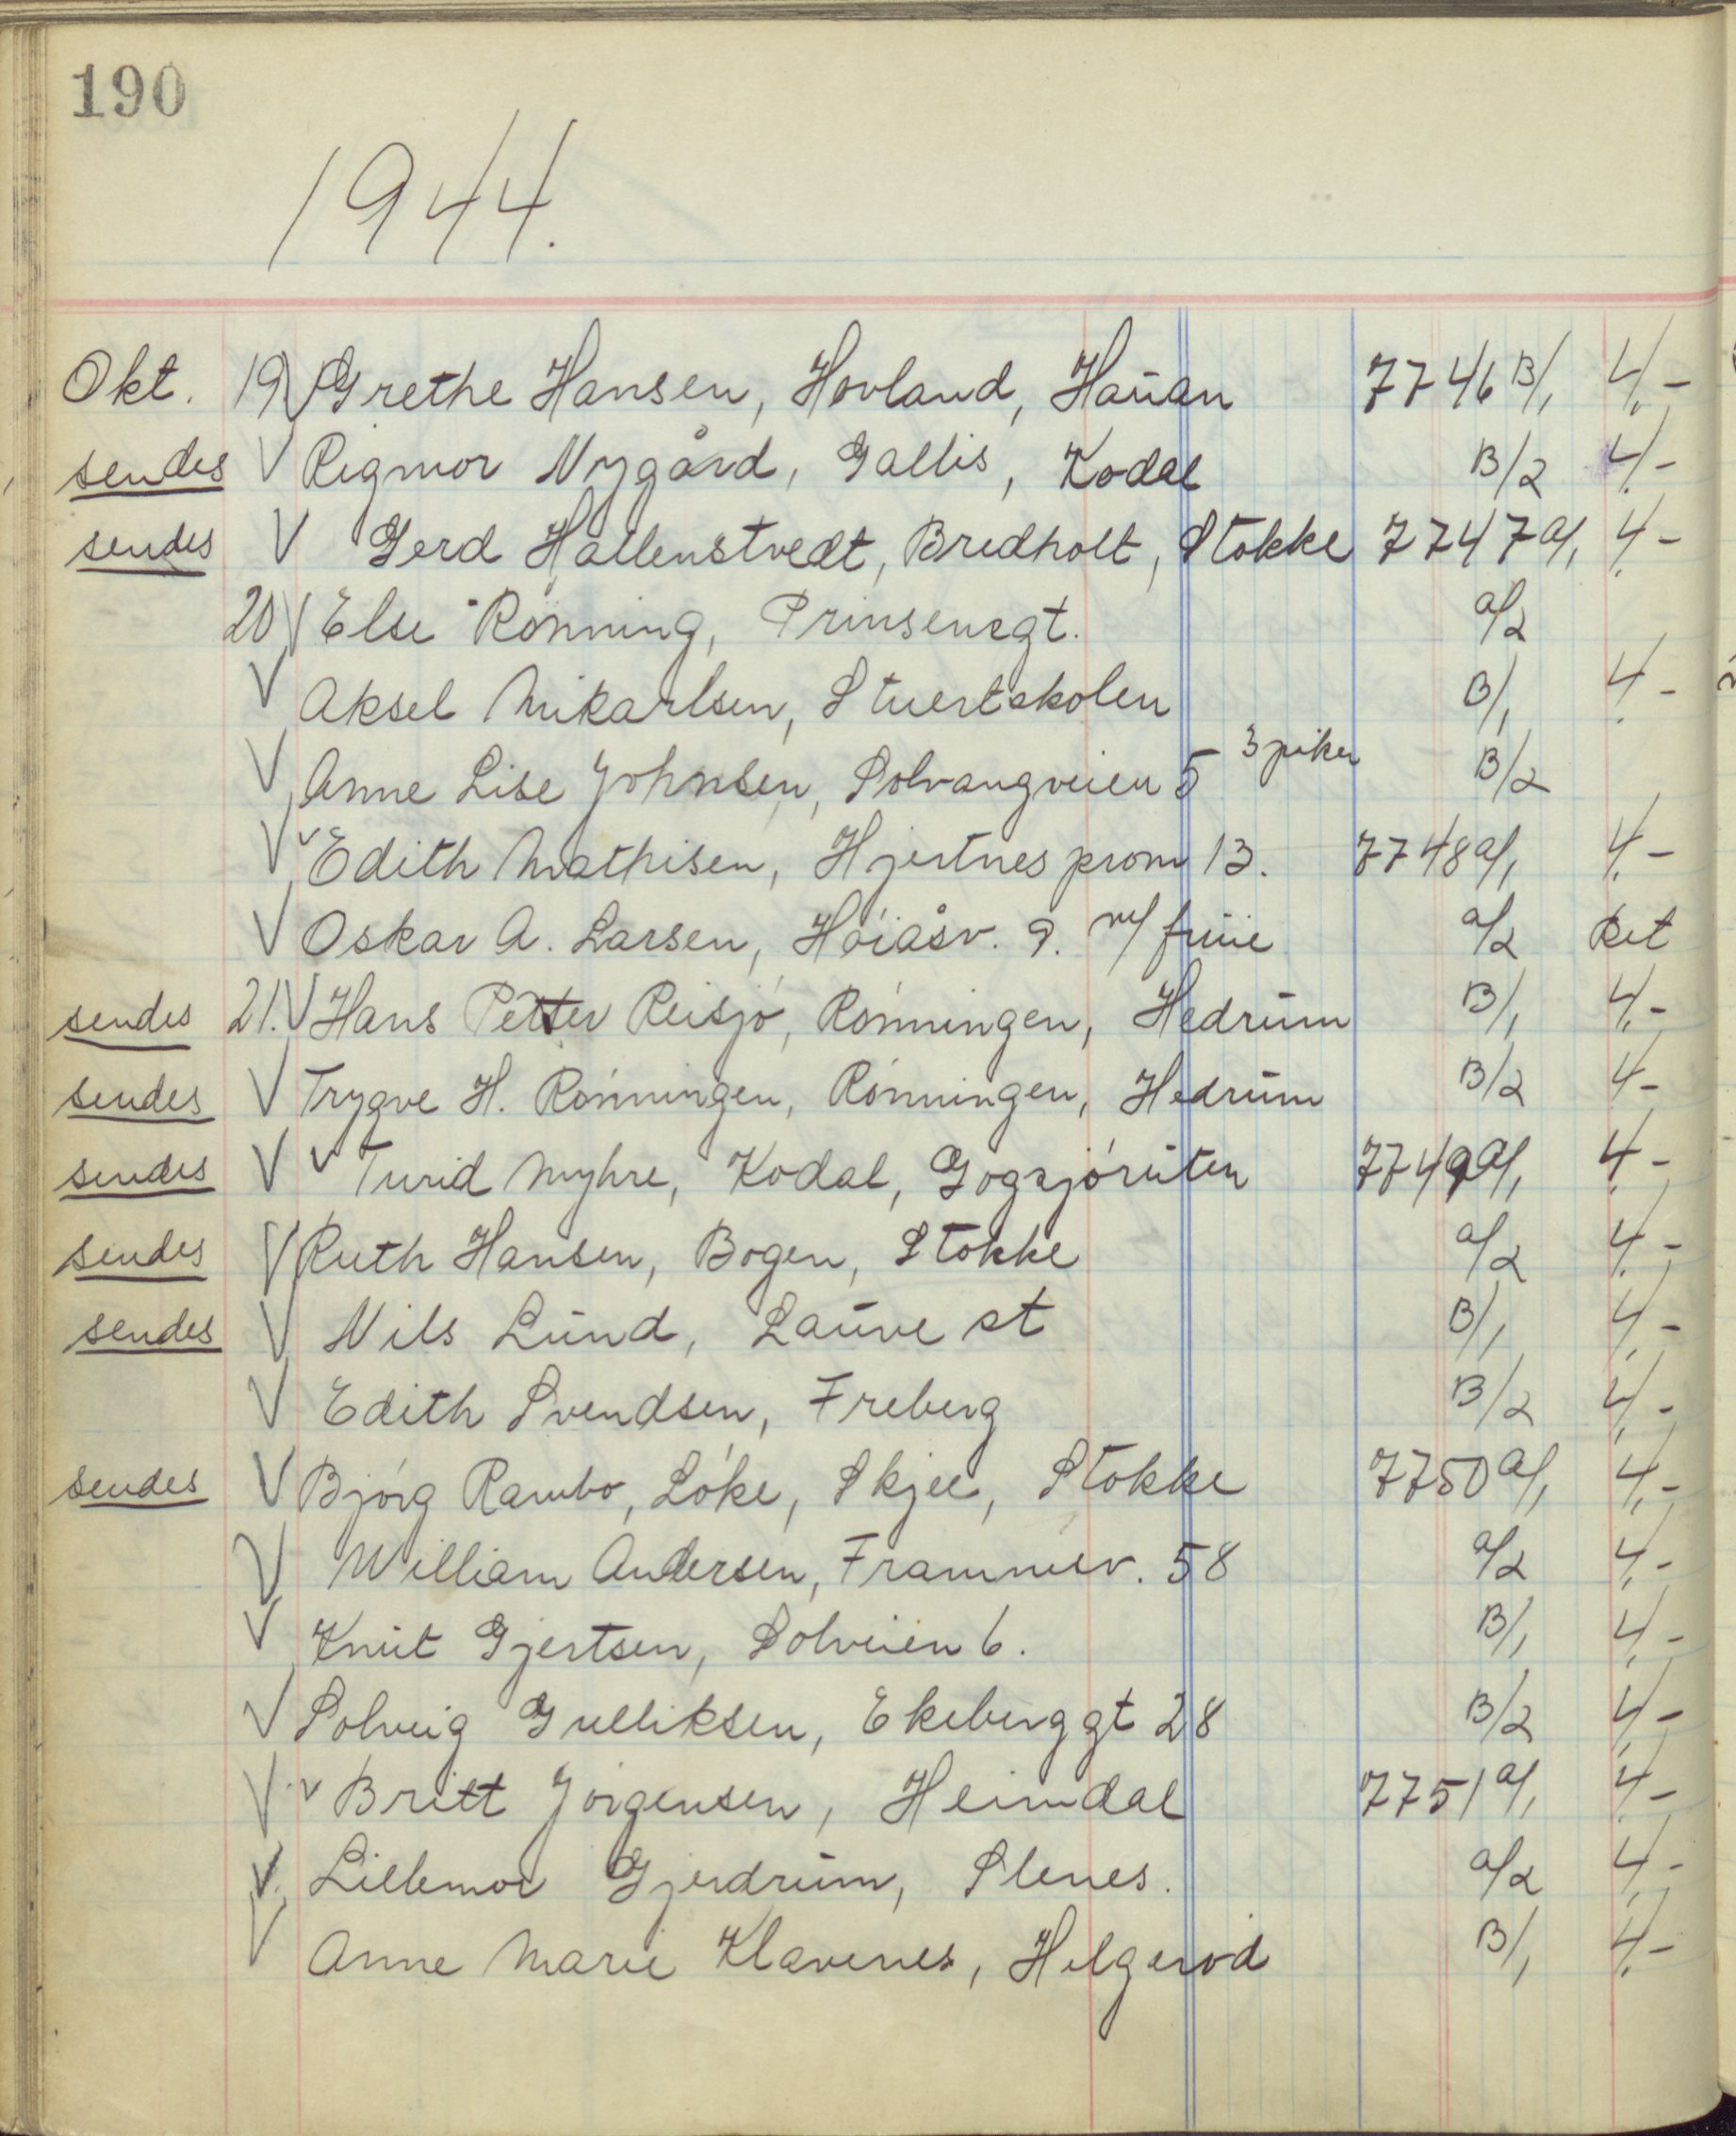 190
1944.
Okt. 19 V Grethe Hansen, Hovland, Hauan 7746 B/1 4,-
sendes V Rigmor Nygård, Gallis, Kodal B/2 4,-
sendes V Gerd Hallenstvedt, Bredholt, Stokke 7747 a/1 4,-
20 V Else Rønning, Prinsensgt. a/2
V Aksel Mikarlsen, Stuertskolen B/1 4,-
V Anne Lise Johnsen, Solvangveien 5 3 piker B/2
V v Edith Mathisen, Hjertnes prom 13. 7748 a/1 4,-
V Oskar A. Larsen, Høiåsv. 9. m/ frue a/2 Ret
sendes 21. V Hans Petter Reisjø, Rønningen, Hedrum B/1 4,-
sendes V Trygve H. Rønningen, Rønningen, Hedrum B/2 4,-
sendes V v Turid Myhre, Kodal, Gogsjøruten 7749 a/1 4,-
sendes V Ruth Hansen, Bogen, Stokke a/2 4,-
sendes V Nils Lund, Lauve st B/1 4,-
V Edith Svendsen, Freberg B/2 4,-
sendes V Bjørg Rambo, Løke, Skjee, Stokke 7750 a/1 4,-
V William Andersen, Framnesv. 58 a/2 4,-
V Knut Gjertsen, Solveien 6. B/1 4,-
V Solveig Gulliksen, Ekeberggt 28 B/2 4,-
V v Britt Jørgensen, Heimdal 7751 a/1 4,-
V Lillemor Gjerdrum, Slenes. a/2 4,-
V Anne Marie Klavenes, Helgerød B/1 4,-